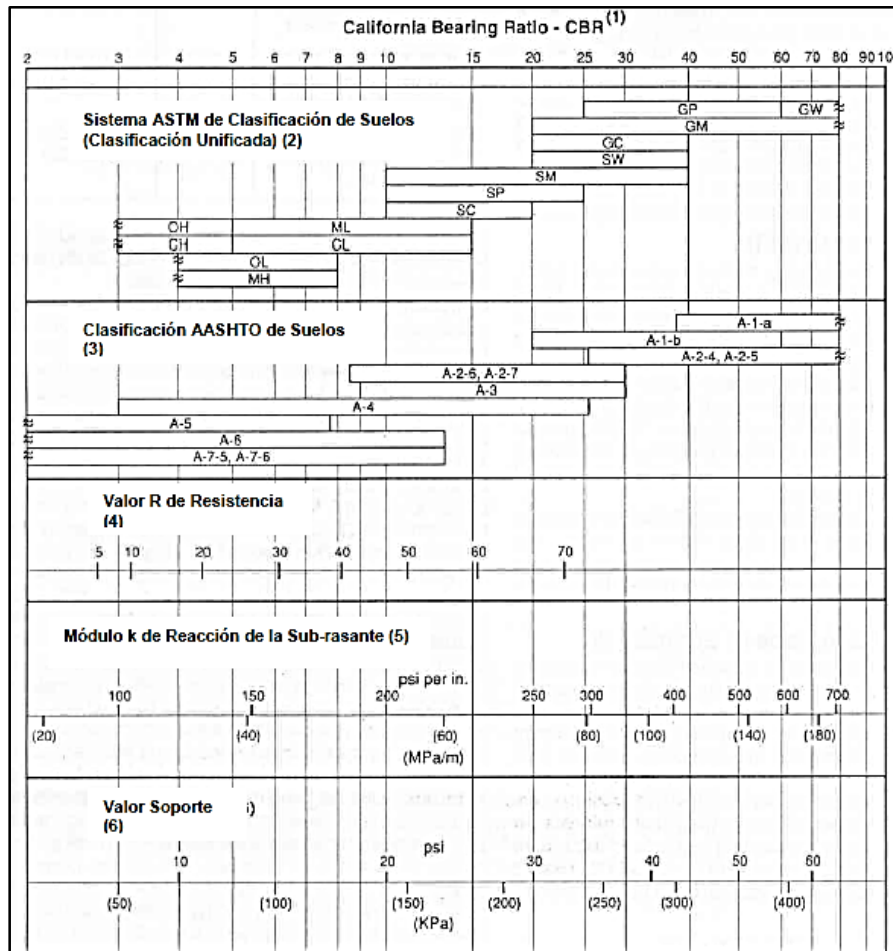 California Bearing Ratio - CBR(1)
2 3 4 5 6 7 8 9 10 15 20 25 30 40 50 60 70 80 90 10
Sistema ASTM de Clasificación de Suelos
(Clasificación Unificada) (2)
GP GW
GM
GC
SW
SM
SP
SC
OH ML
CH CL
OL
MH
Clasificación AASHTO de Suelos
(3)
A-1-a
A-1-b
A-2-4, A-2-5
A-2-6, A-2-7
A-3
A-4
A-5
A-6
A-7-5, A-7-6
Valor R de Resistencia
(4)
5 10 20 30 40 50 60 70
Módulo k de Reacción de la Sub-rasante (5)
psi per in.
100 150 200 250 300 400 500 600 700
(20) (40) (60) (80) (100) (140) (180)
(MPa/m)
Valor Soporte
(6)
psi
10 20 30 40 50 60
(50) (100) (150) (200) (250) (300) (400)
(KPa)